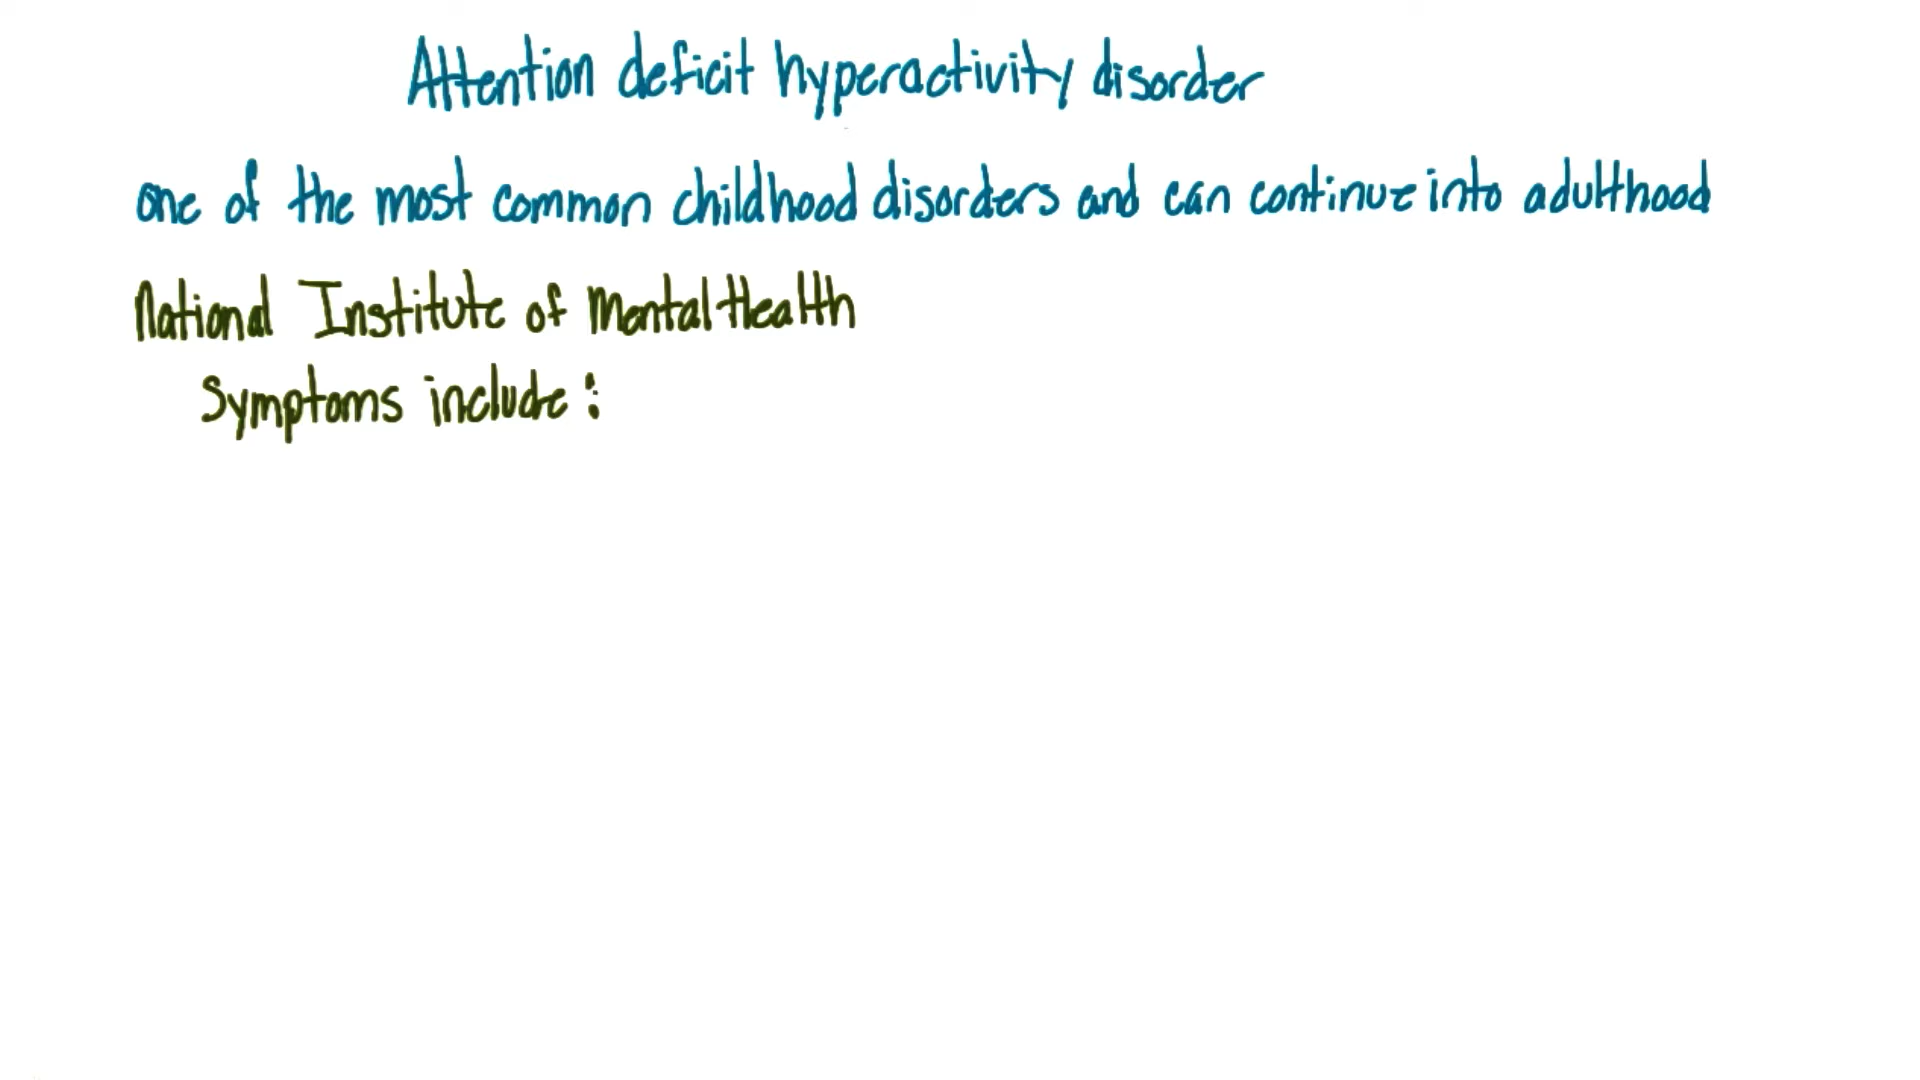 Attention deficit hyperactivity disorder
one of the most common childhood disorders and can continue into adulthood
National Institute of Mental Health
Symptoms include: